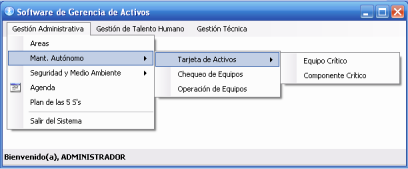 Software de Gerencia de Activos
Gestión Administrativa Gestión de Talento Humano Gestión Técnica
Areas
Mant. Autónomo
Seguridad y Medio Ambiente
Agenda
Plan de las 5 S's
Salir del Sistema
Tarjeta de Activos
Chequeo de Equipos
Operación de Equipos
Equipo Crítico
Componente Crítico
Bienvenido(a), ADMINISTRADOR